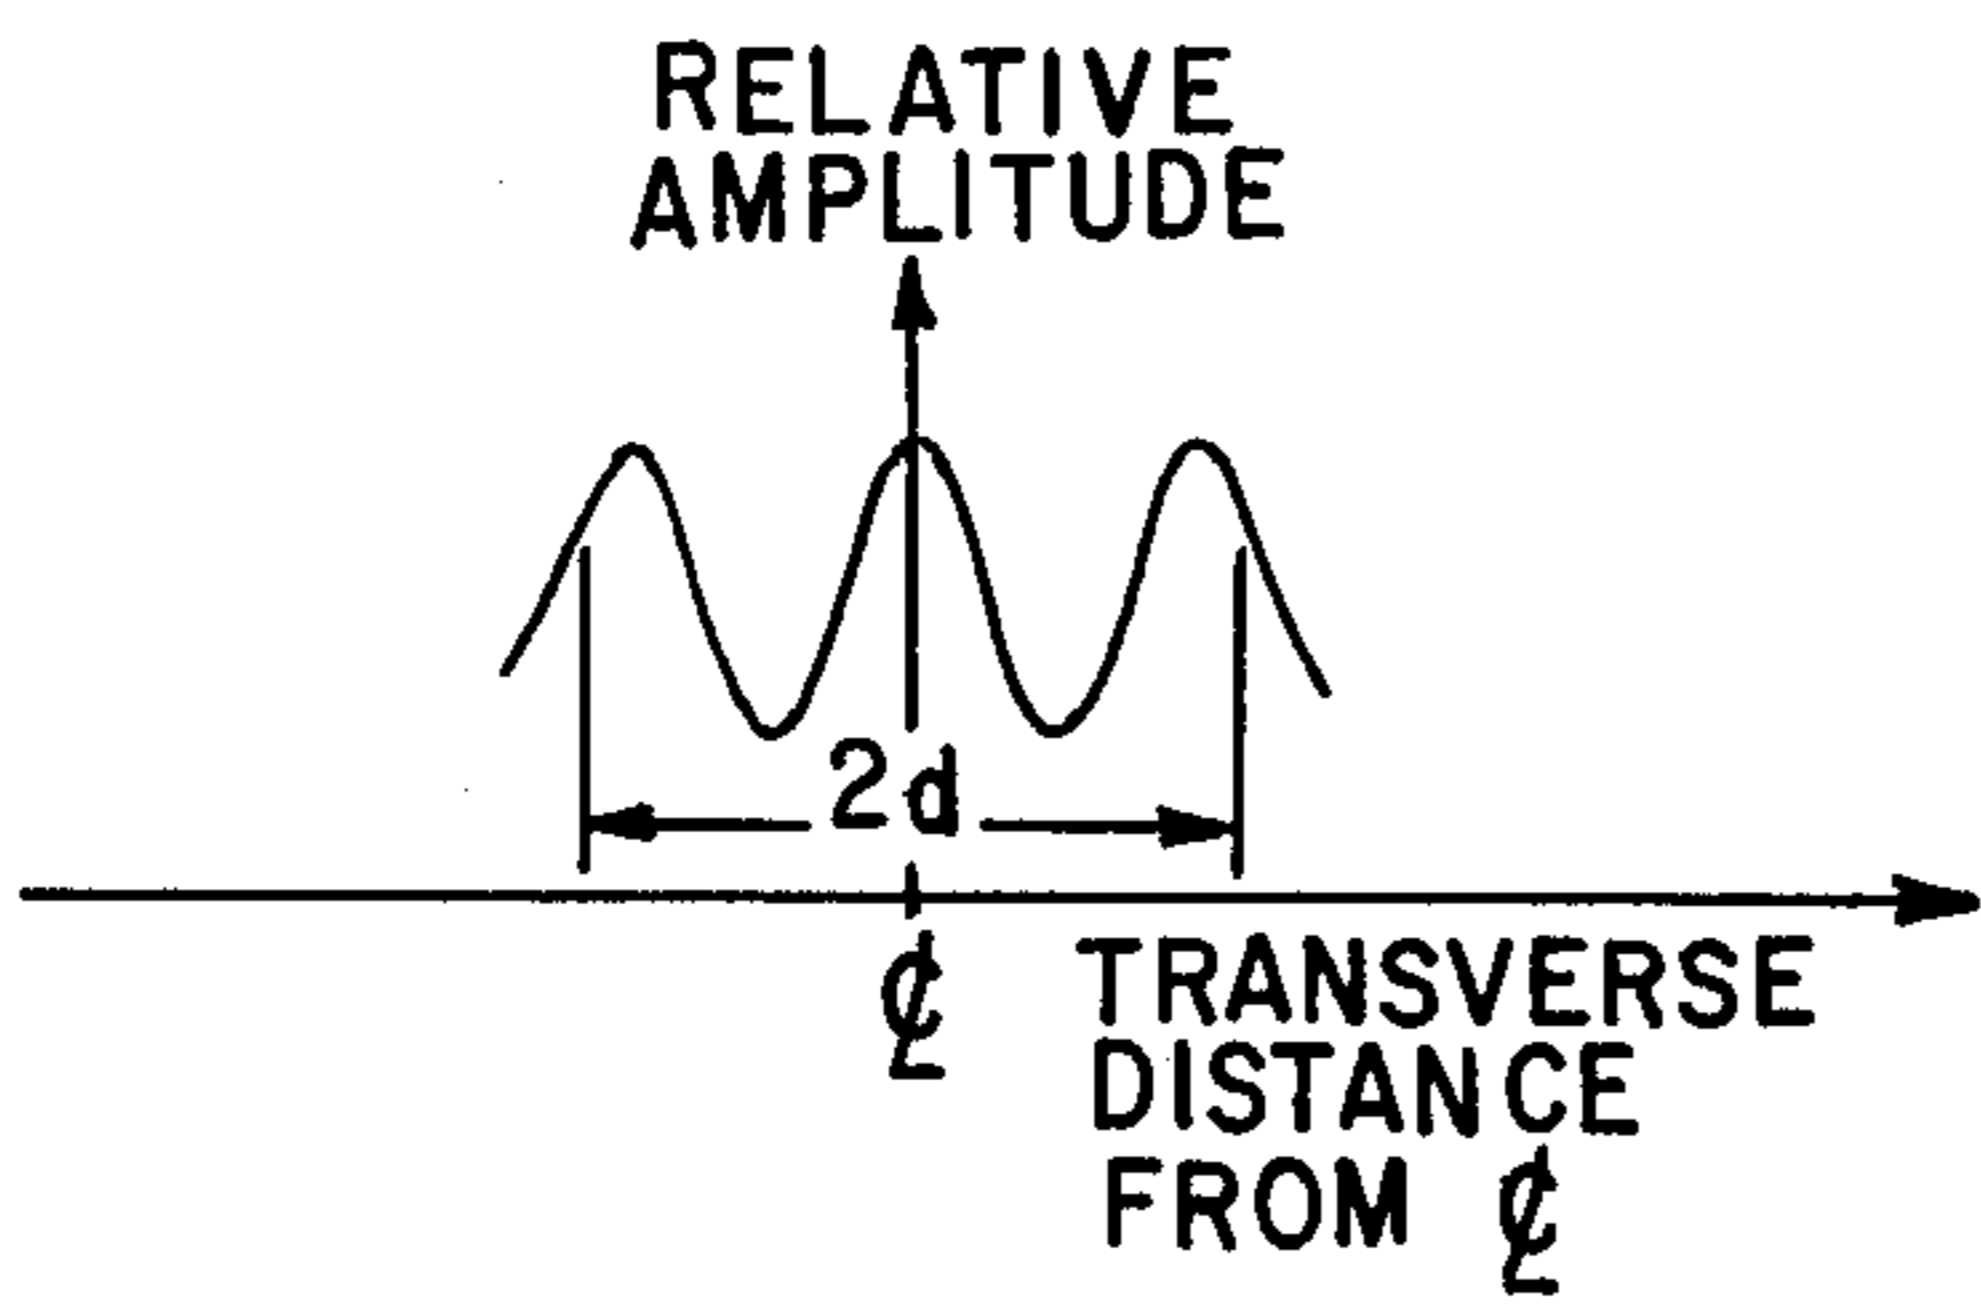 RELATIVE
AMPLITUDE
2d
℄
TRANSVERSE
DISTANCE
FROM ℄